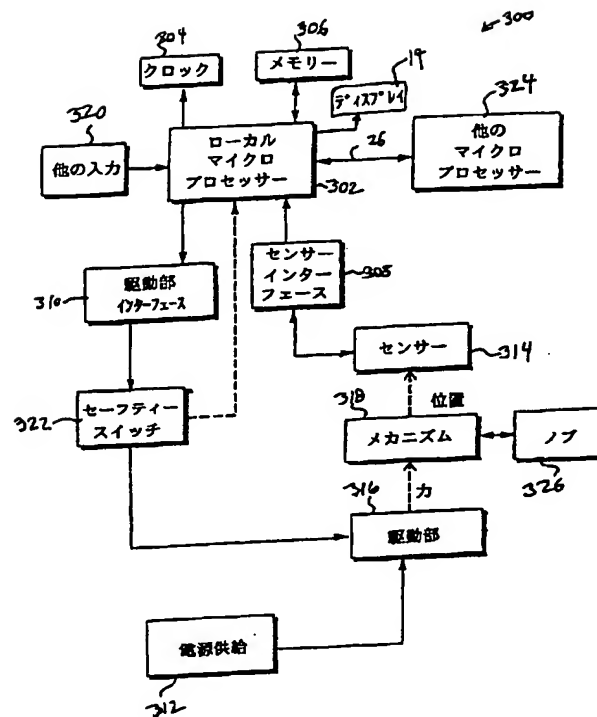 300
304
クロック
306
メモリー
19
ディスプレイ
324
他の
マイクロ
プロセッサー
320
他の入力
ローカル
マイクロ
プロセッサー
302
26
310
駆動部
インターフェース
センサー
インター
フェース
308
センサー
314
322
セーフティー
スイッチ
位置
318
メカニズム
ノブ
326
力
316
駆動部
電源供給
312